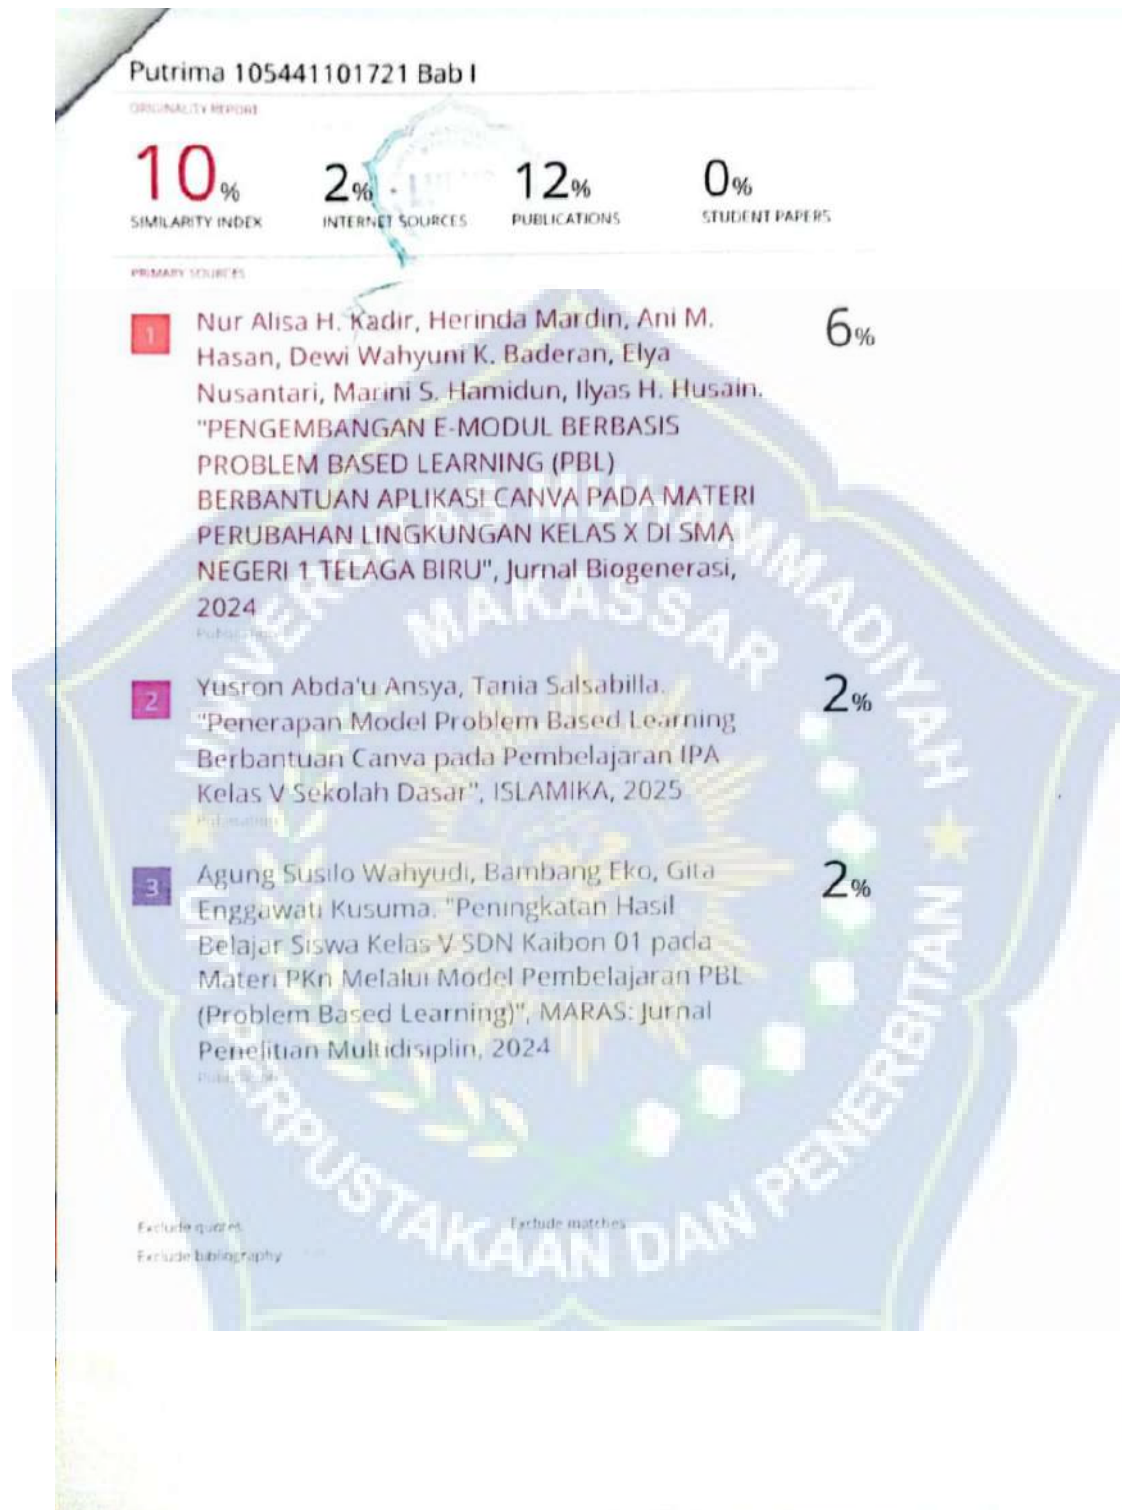 Putrima 105441101721 Bab I
ORIGINALITY REPORT
10%
SIMILARITY INDEX
2%
INTERNET SOURCES
12%
PUBLICATIONS
0%
STUDENT PAPERS
PRIMARY SOURCES
1
Nur Alisa H. Kadir, Herinda Mardin, Ani M.
Hasan, Dewi Wahyuni K. Baderan, Elya
Nusantari, Marini S. Hamidun, Ilyas H. Husain.
"PENGEMBANGAN E-MODUL BERBASIS
PROBLEM BASED LEARNING (PBL)
BERBANTUAN APLIKASI CANVA PADA MATERI
PERUBAHAN LINGKUNGAN KELAS X DI SMA
NEGERI 1 TELAGA BIRU", Jurnal Biogenerasi,
2024
Publication
6%
2
Yusron Abda'u Ansya, Tania Salsabilla.
"Penerapan Model Problem Based Learning
Berbantuan Canva pada Pembelajaran IPA
Kelas V Sekolah Dasar", ISLAMIKA, 2025
Publication
2%
3
Agung Susilo Wahyudi, Bambang Eko, Gita
Enggawati Kusuma. "Peningkatan Hasil
Belajar Siswa Kelas V SDN Kaibon 01 pada
Materi PKn Melalui Model Pembelajaran PBL
(Problem Based Learning)", MARAS: Jurnal
Penelitian Multidisiplin, 2024
Publication
2%
Exclude quotes
Exclude matches
Exclude bibliography
UNIVERSITAS MUHAMMADIYAH
MAKASSAR
PERPUSTAKAAN DAN PENERBITAN